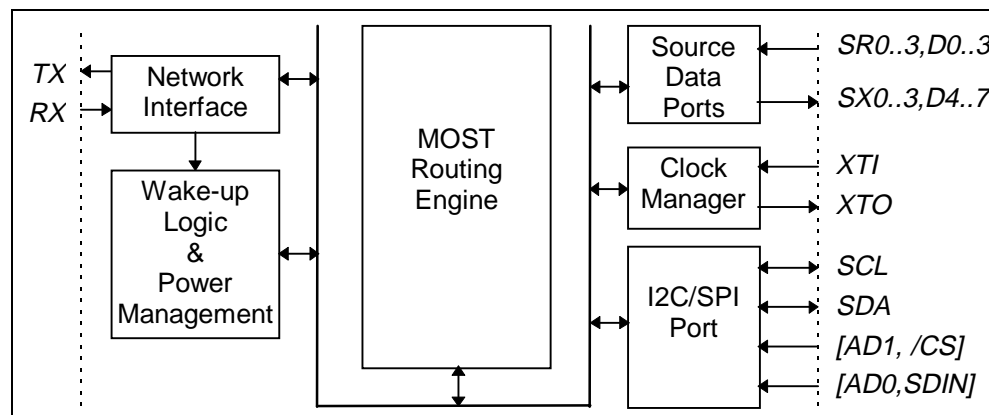 TX
RX
Network
Interface
Wake-up
Logic
&
Power
Management
MOST
Routing
Engine
Source
Data
Ports
SR0..3,D0..3
SX0..3,D4..7
Clock
Manager
XTI
XTO
I2C/SPI
Port
SCL
SDA
[AD1, /CS]
[AD0,SDIN]